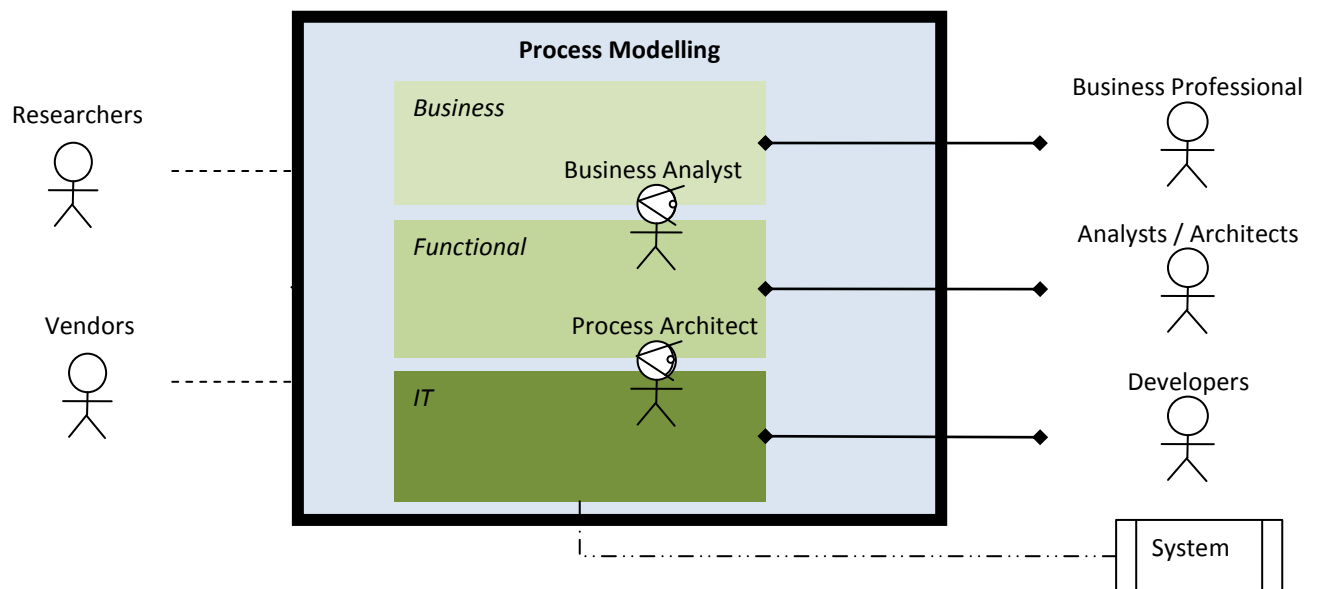 Process Modelling
Business
Business Professional
Researchers
Business Analyst
Functional
Analysts / Architects
Vendors
Process Architect
IT
Developers
System